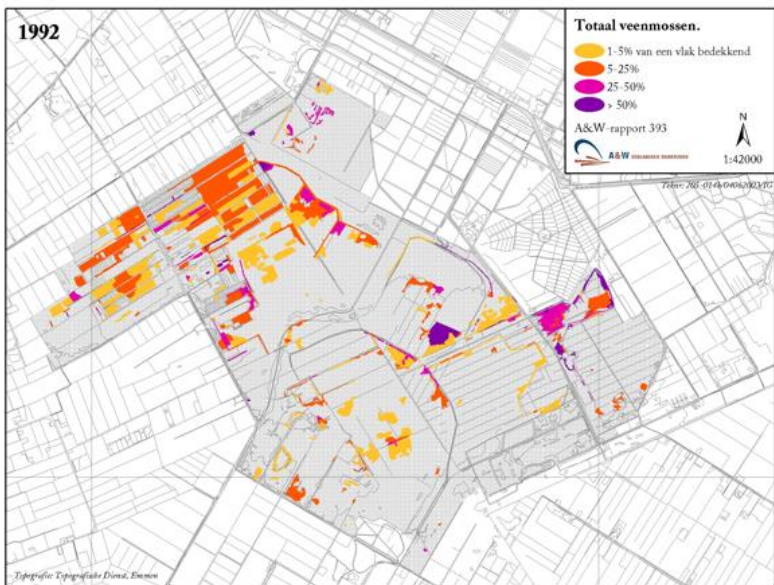 1992
Totaal veenmossen.
1-5% van een vlak bedekkend
5-25%
25-50%
> 50%
A&W-rapport 393
A&W
N
1:42000
Typografie: Topografische Dienst, Emmen